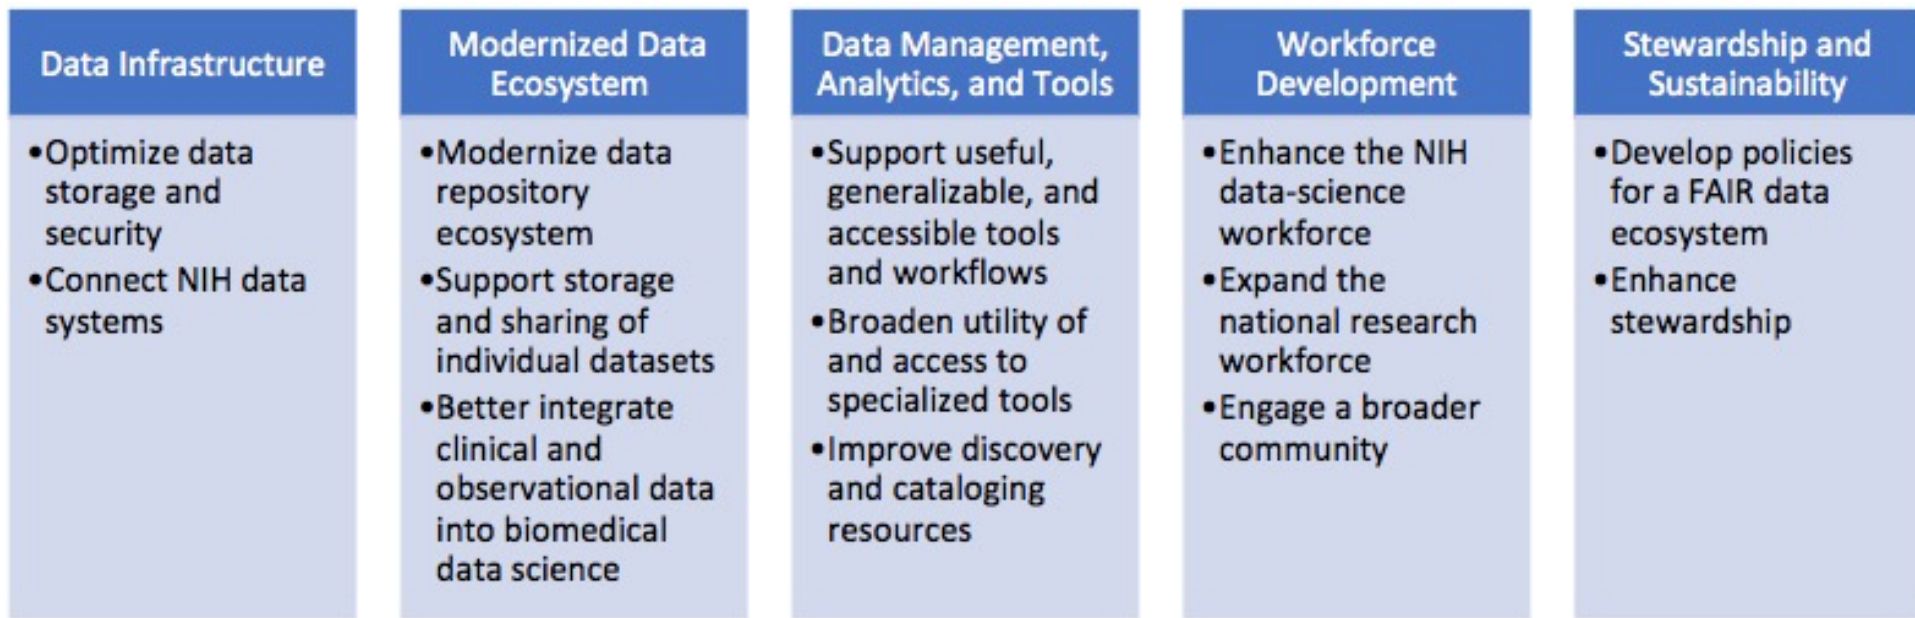 Data Infrastructure
•Optimize data
storage and
security
•Connect NIH data
systems
Modernized Data
Ecosystem
•Modernize data
repository
ecosystem
•Support storage
and sharing of
individual datasets
•Better integrate
clinical and
observational data
into biomedical
data science
Data Management,
Analytics, and Tools
•Support useful,
generalizable, and
accessible tools
and workflows
•Broaden utility of
and access to
specialized tools
•Improve discovery
and cataloging
resources
Workforce
Development
•Enhance the NIH
data-science
workforce
•Expand the
national research
workforce
•Engage a broader
community
Stewardship and
Sustainability
•Develop policies
for a FAIR data
ecosystem
•Enhance
stewardship